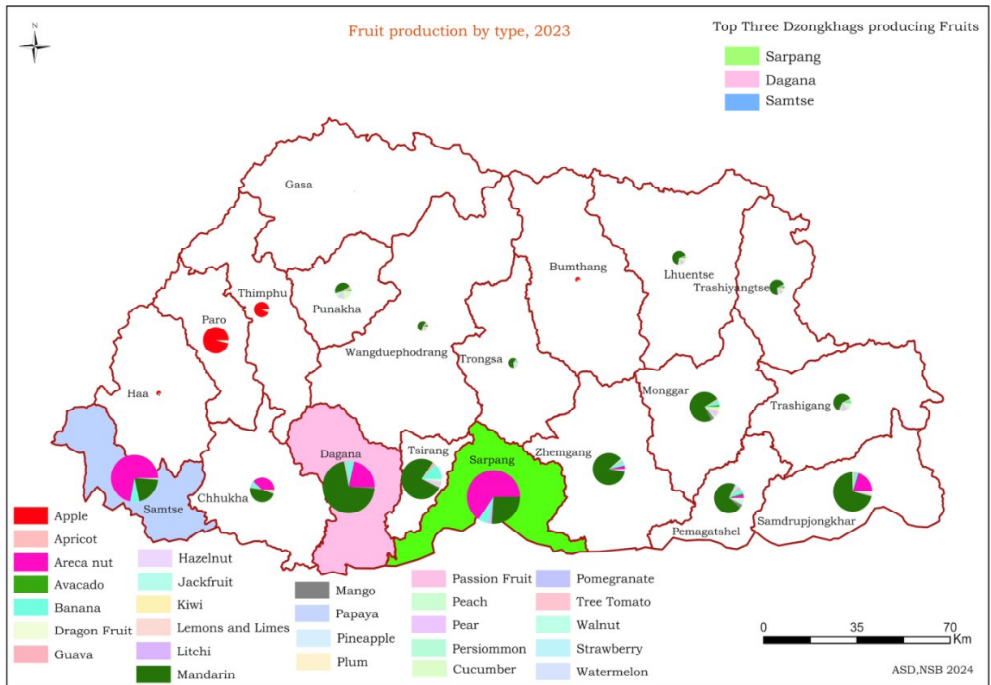 N
Fruit production by type, 2023
Top Three Dzongkhags producing Fruits
Sarpang
Dagana
Samtse
Gasa
Bumthang
Lhuentse
Trashiyangtse
Thimphu
Punakha
Paro
Wangduephodrang
Trongsa
Haa
Monggar
Trashigang
Dagana
Tsirang
Sarpang
Zhemgang
Chhukha
Samtse
Pemagatshel
Samdrupjongkhar
Apple
Apricot
Areca nut
Avacado
Banana
Dragon Fruit
Guava
Hazelnut
Jackfruit
Kiwi
Lemons and Limes
Litchi
Mandarin
Mango
Papaya
Pineapple
Plum
Passion Fruit
Peach
Pear
Persiommon
Cucumber
Pomegranate
Tree Tomato
Walnut
Strawberry
Watermelon
0 35 70
Km
ASD,NSB 2024